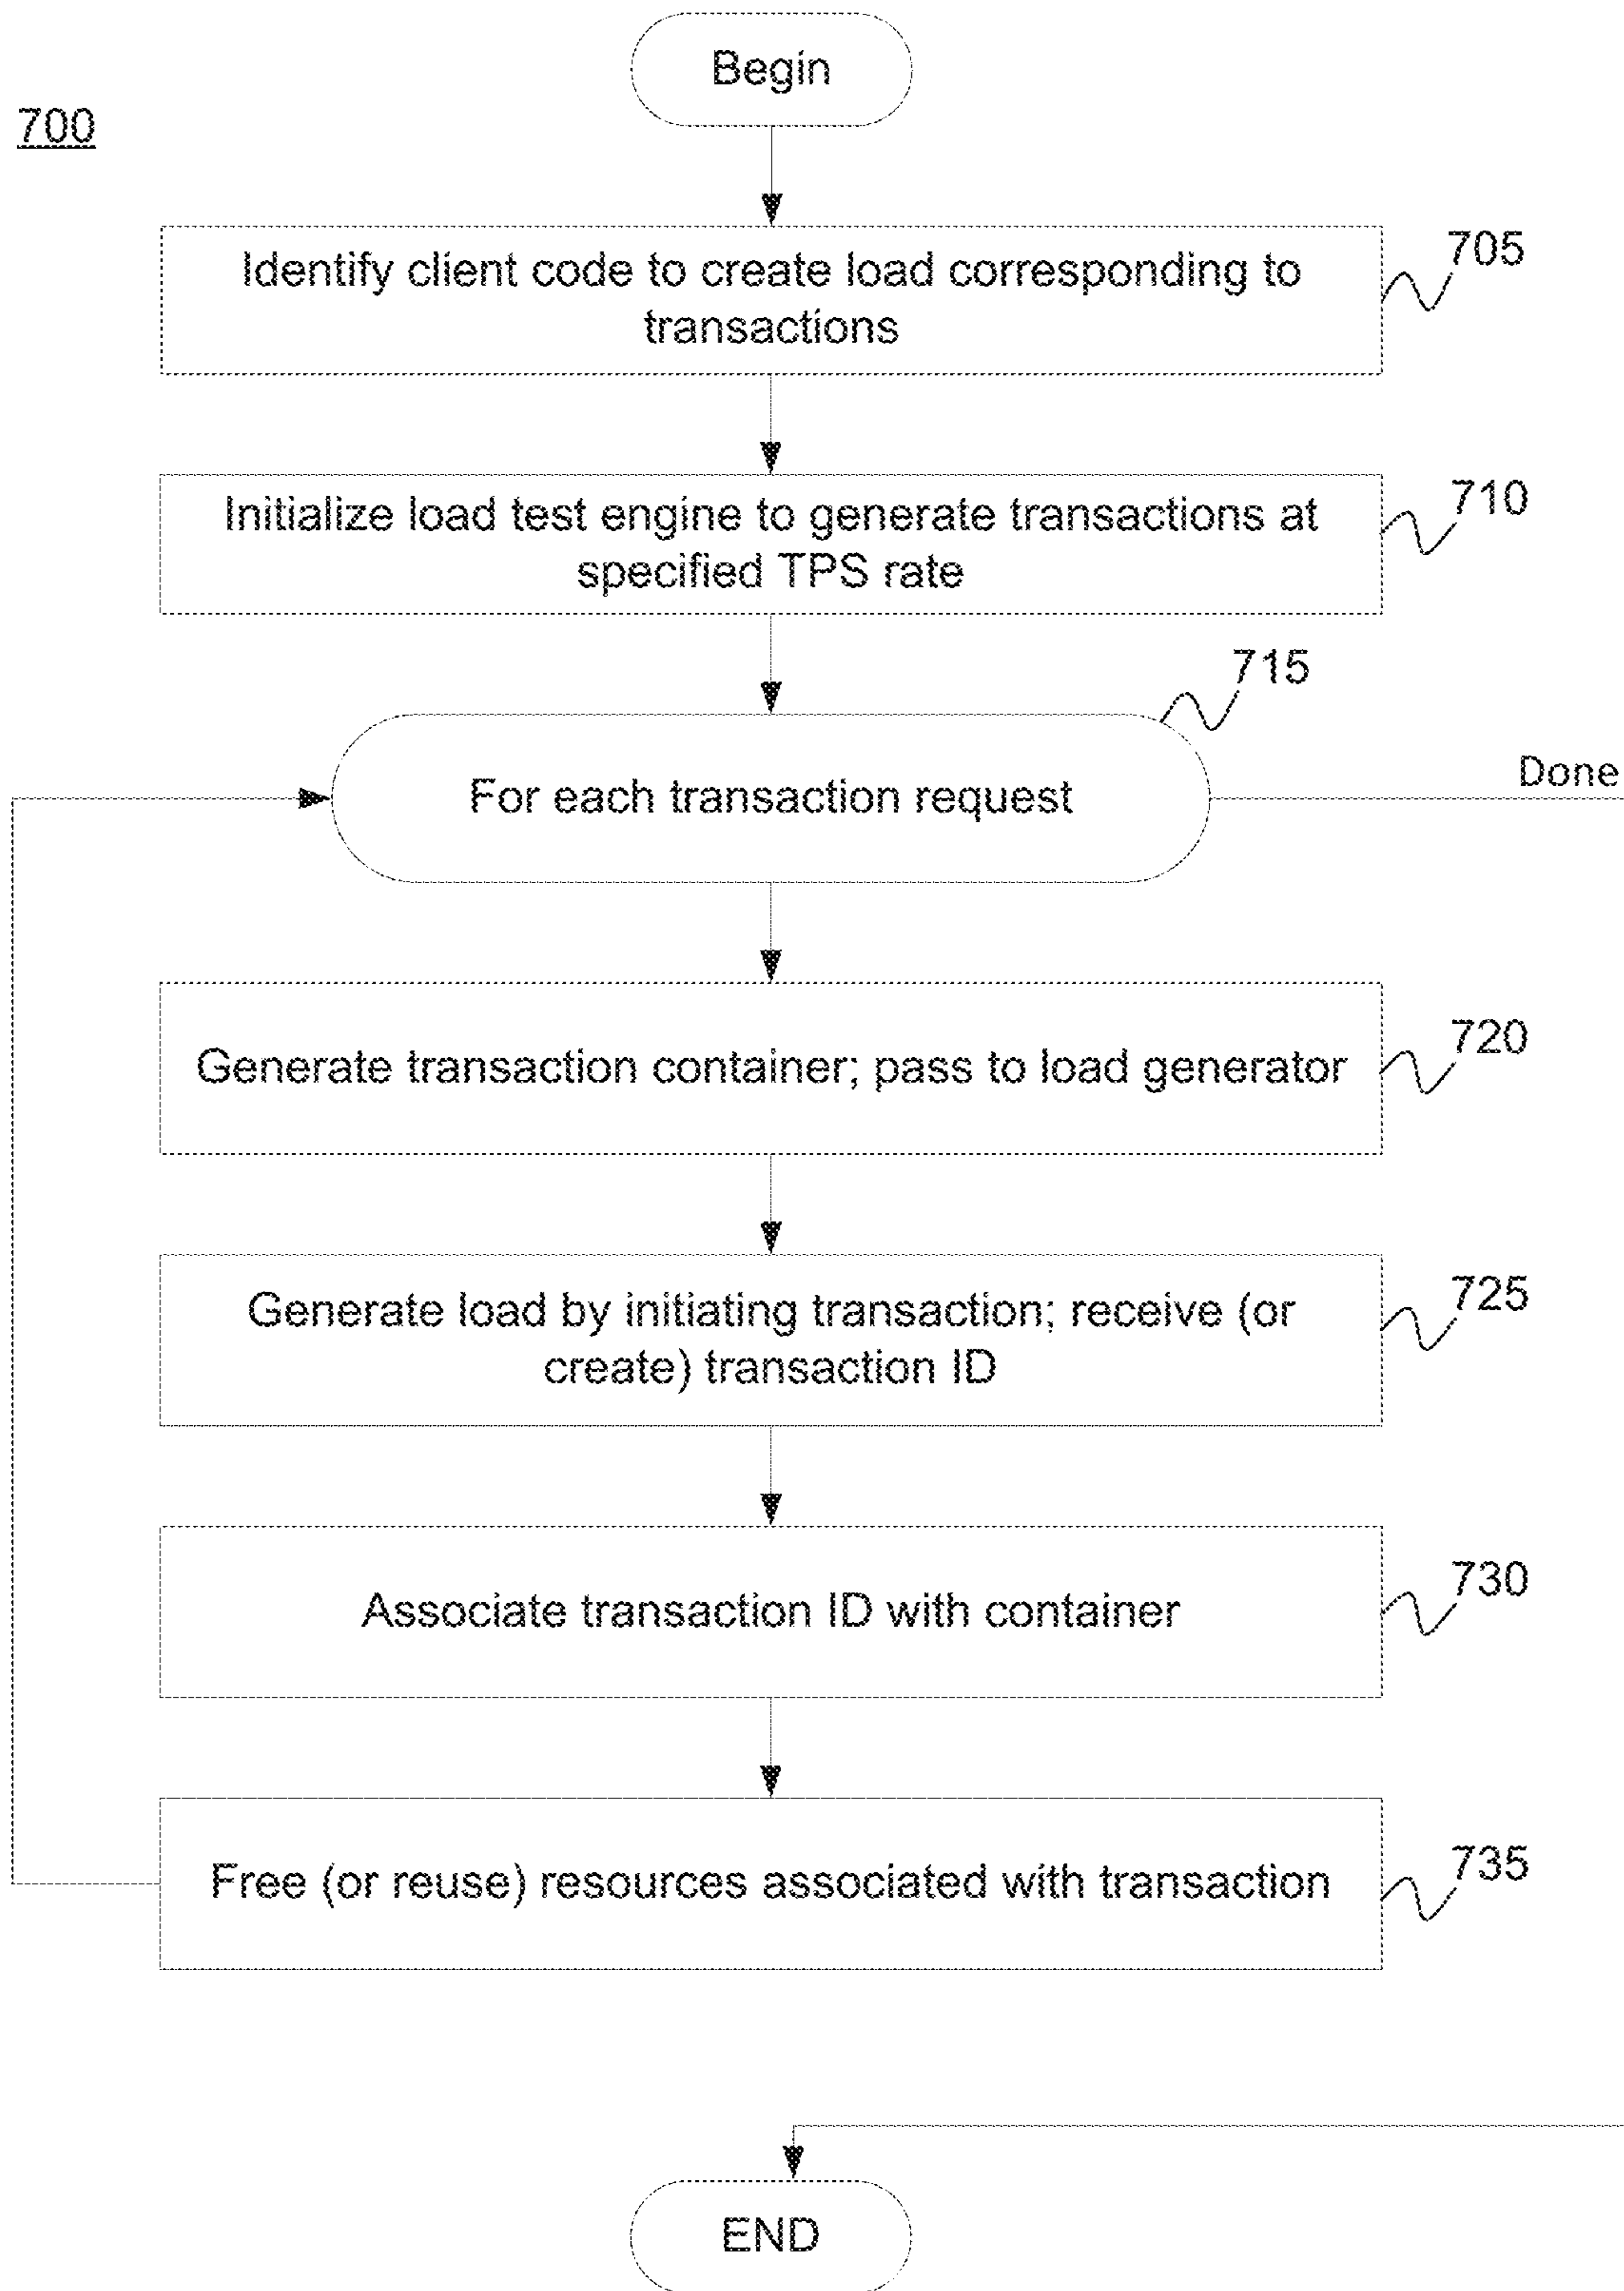 Begin
700
Identify client code to create load corresponding to
transactions
705
Initialize load test engine to generate transactions at
specified TPS rate
710
715
For each transaction request
Done
Generate transaction container; pass to load generator
720
Generate load by initiating transaction; receive (or
create) transaction ID
725
Associate transaction ID with container
730
Free (or reuse) resources associated with transaction
735
END